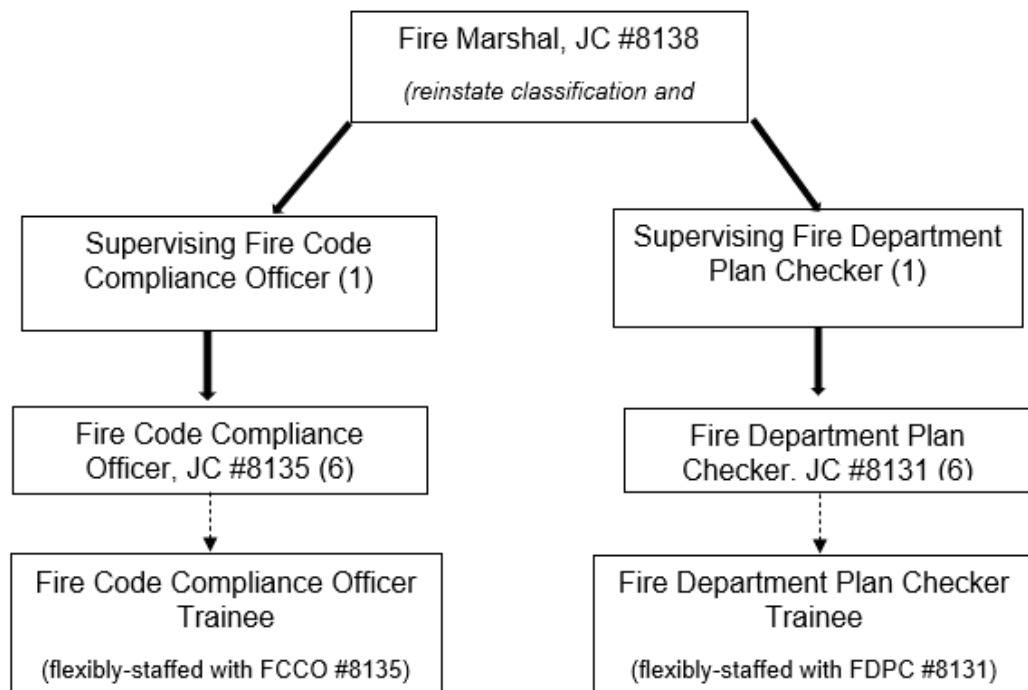 Fire Marshal, JC #8138
(reinstate classification and
Supervising Fire Code
Compliance Officer (1)
Supervising Fire Department
Plan Checker (1)
Fire Code Compliance
Officer, JC #8135 (6)
Fire Department Plan
Checker. JC #8131 (6)
Fire Code Compliance Officer
Trainee
(flexibly-staffed with FCCO #8135)
Fire Department Plan Checker
Trainee
(flexibly-staffed with FDPC #8131)